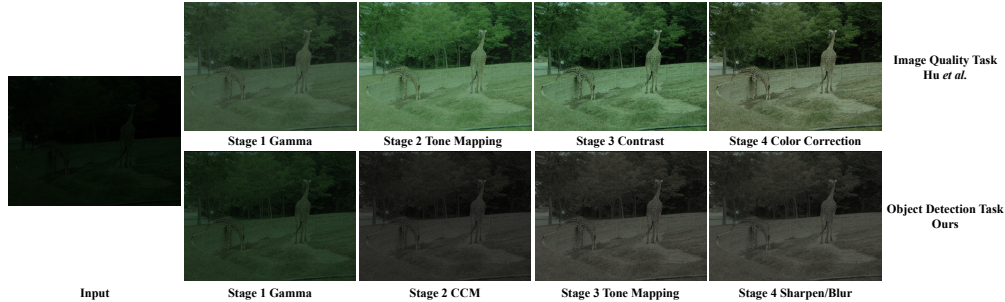 Image Quality Task
Hu et al.
Stage 1 Gamma
Stage 2 Tone Mapping
Stage 3 Contrast
Stage 4 Color Correction
Object Detection Task
Ours
Input
Stage 1 Gamma
Stage 2 CCM
Stage 3 Tone Mapping
Stage 4 Sharpen/Blur